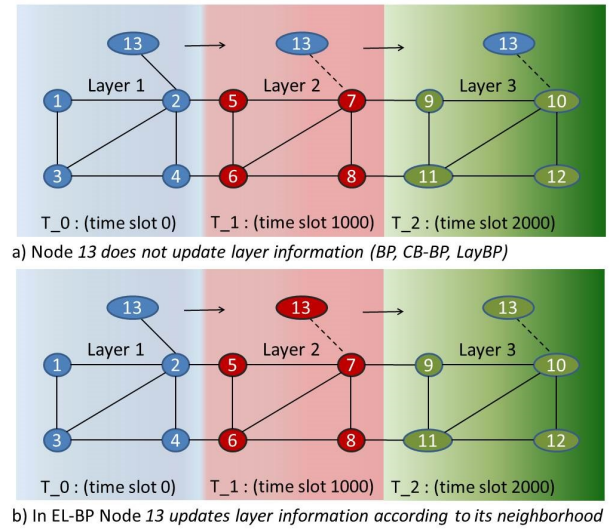 13 13 13
Layer 1 Layer 2 Layer 3
1 2 5 7 9 10
3 4 6 8 11 12
T_0 : (time slot 0) T_1 : (time slot 1000) T_2 : (time slot 2000)
a) Node 13 does not update layer information (BP, CB-BP, LayBP)
13 13 13
Layer 1 Layer 2 Layer 3
1 2 5 7 9 10
3 4 6 8 11 12
T_0 : (time slot 0) T_1 : (time slot 1000) T_2 : (time slot 2000)
b) In EL-BP Node 13 updates layer information according to its neighborhood